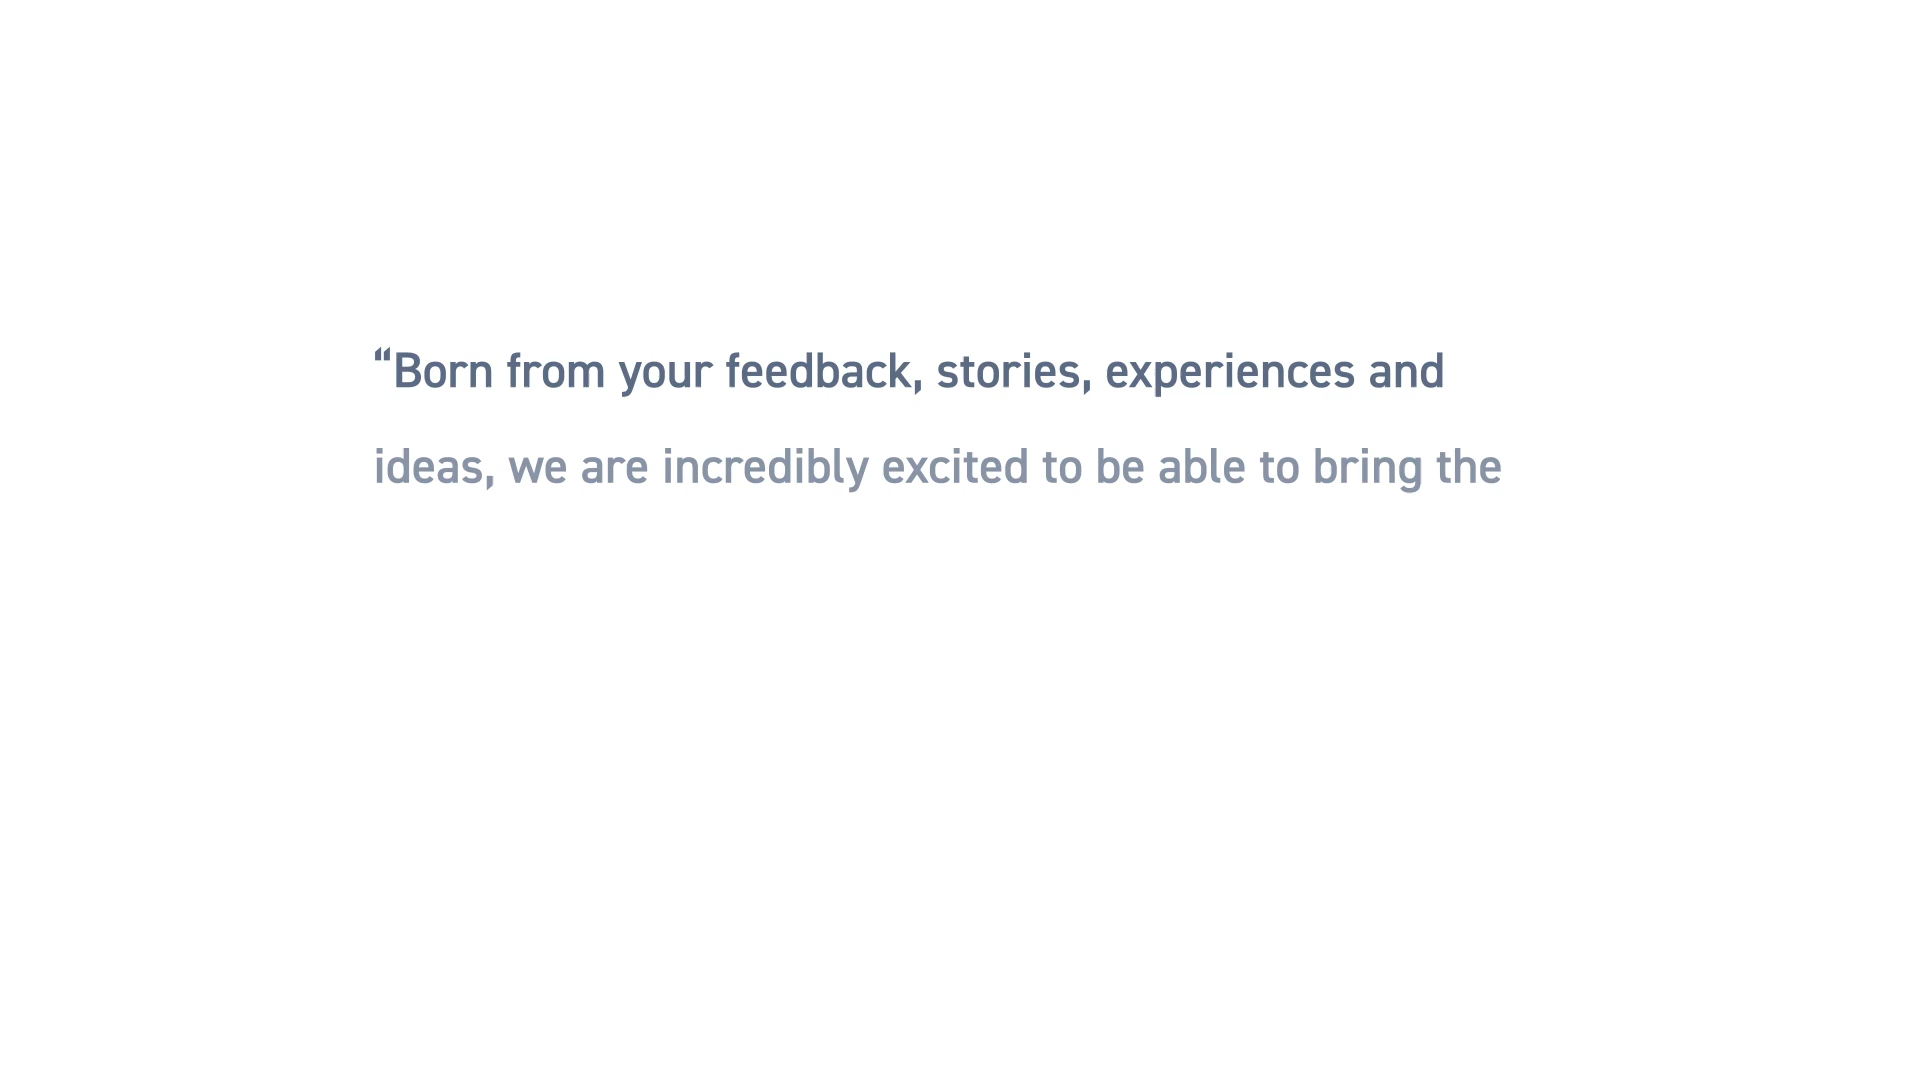 “Born from your feedback, stories, experiences and
ideas, we are incredibly excited to be able to bring the